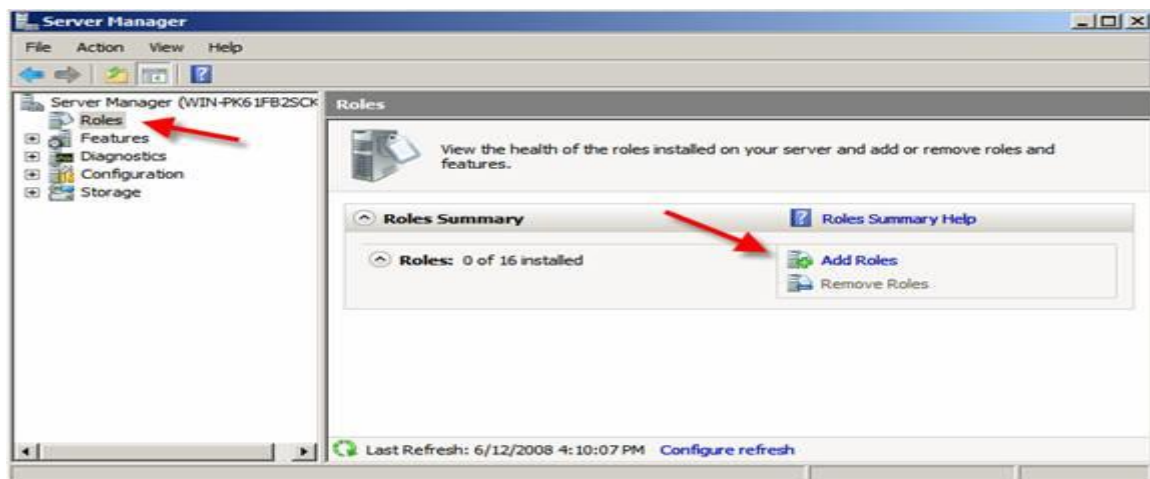 Server Manager
File Action View Help
Server Manager (WIN-PK61FB2SCK
Roles
Features
Diagnostics
Configuration
Storage
Roles
View the health of the roles installed on your server and add or remove roles and
features.
Roles Summary
Roles Summary Help
Roles: 0 of 16 installed
Add Roles
Remove Roles
Last Refresh: 6/12/2008 4:10:07 PM Configure refresh